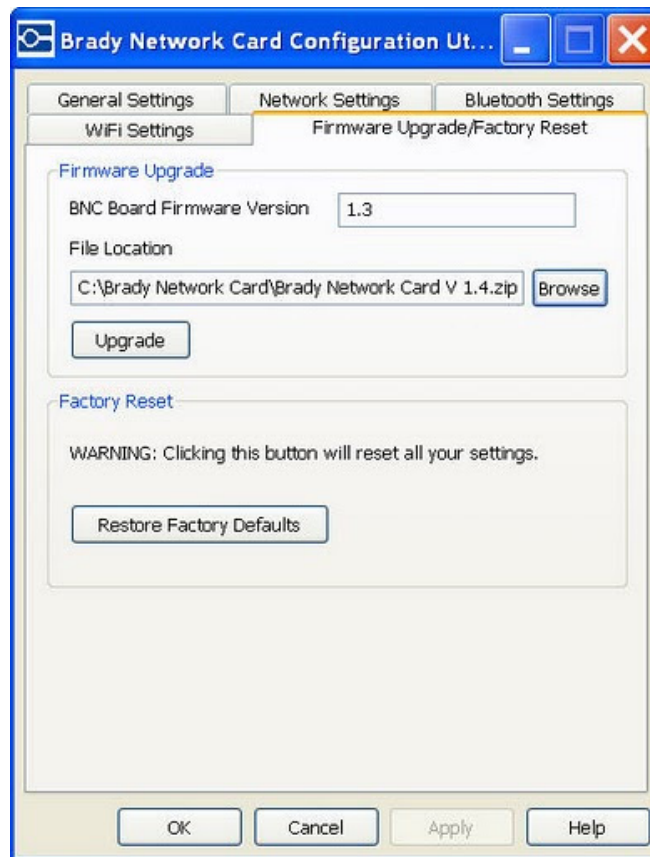 Brady Network Card Configuration Ut...
General Settings
Network Settings
Bluetooth Settings
WiFi Settings
Firmware Upgrade/Factory Reset
Firmware Upgrade
BNC Board Firmware Version
1.3
File Location
C:\Brady Network Card\Brady Network Card V 1.4.zip
Browse
Upgrade
Factory Reset
WARNING: Clicking this button will reset all your settings.
Restore Factory Defaults
OK
Cancel
Apply
Help